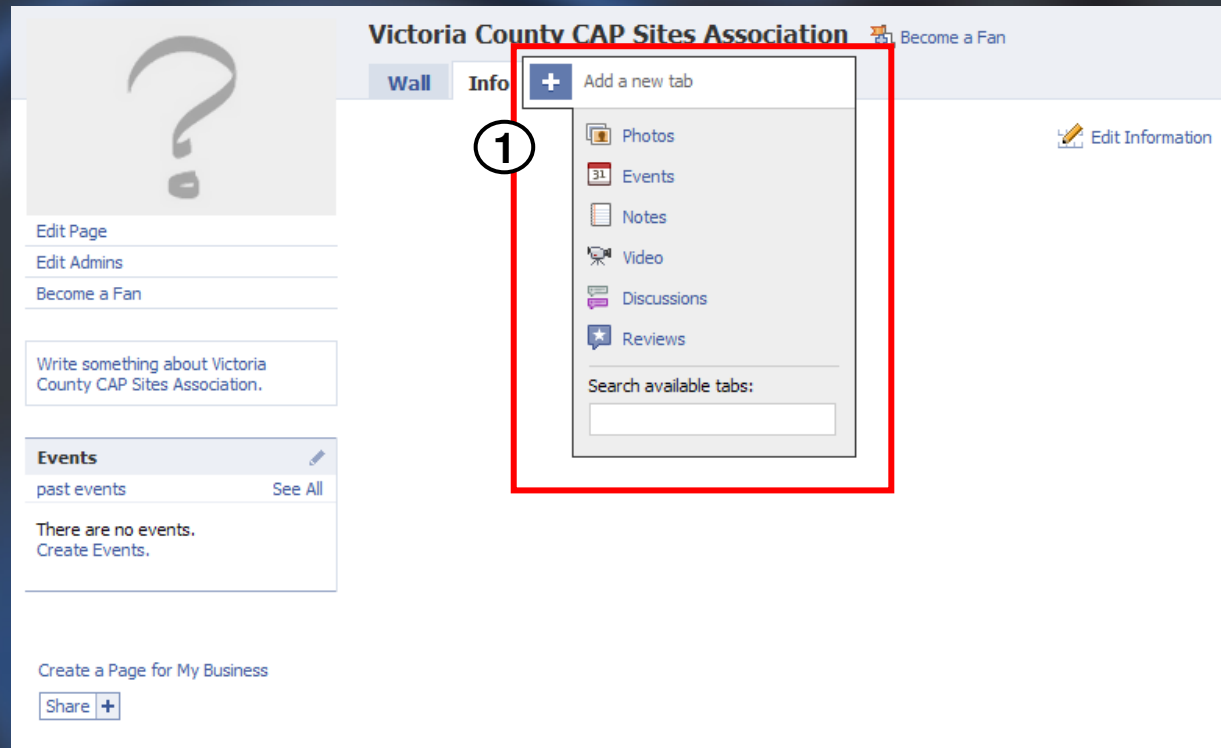 Victoria County CAP Sites Association Become a Fan
Wall Info + Add a new tab
1
Photos
31 Events
Notes
Video
Discussions
Reviews
Search available tabs:
Edit Information
Edit Page
Edit Admins
Become a Fan
Write something about Victoria
County CAP Sites Association.
Events
past events See All
There are no events.
Create Events.
Create a Page for My Business
Share +